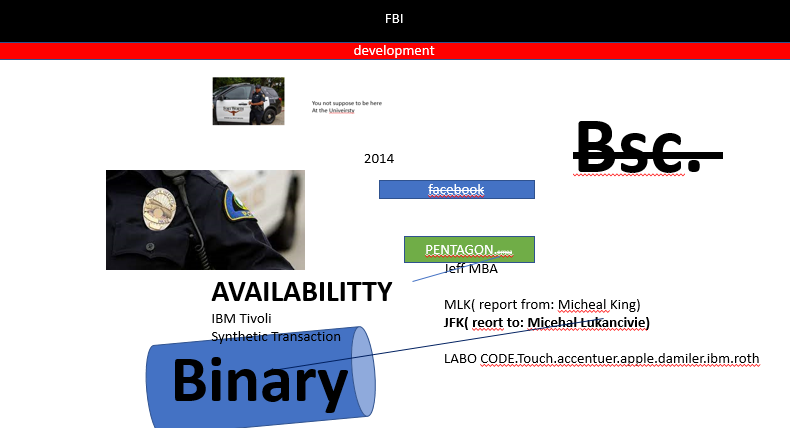 FBI
development
You not suppose to be here
At the Univeirsty
Bsc.
2014
facebook
PENTAGON
Jeff MBA
AVAILABILITTY
MLK( report from: Micheal King)
IBM Tivoli
JFK( reort to: Micehal Lukancivie)
Synthetic Transaction
LABO CODE.Touch.accentuer.apple.damiler.ibm.roth
Binary